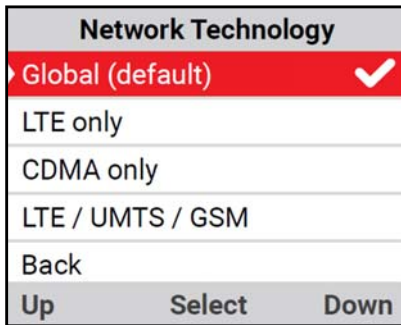 Network Technology
Global (default)
LTE only
CDMA only
LTE / UMTS / GSM
Back
Up Select Down